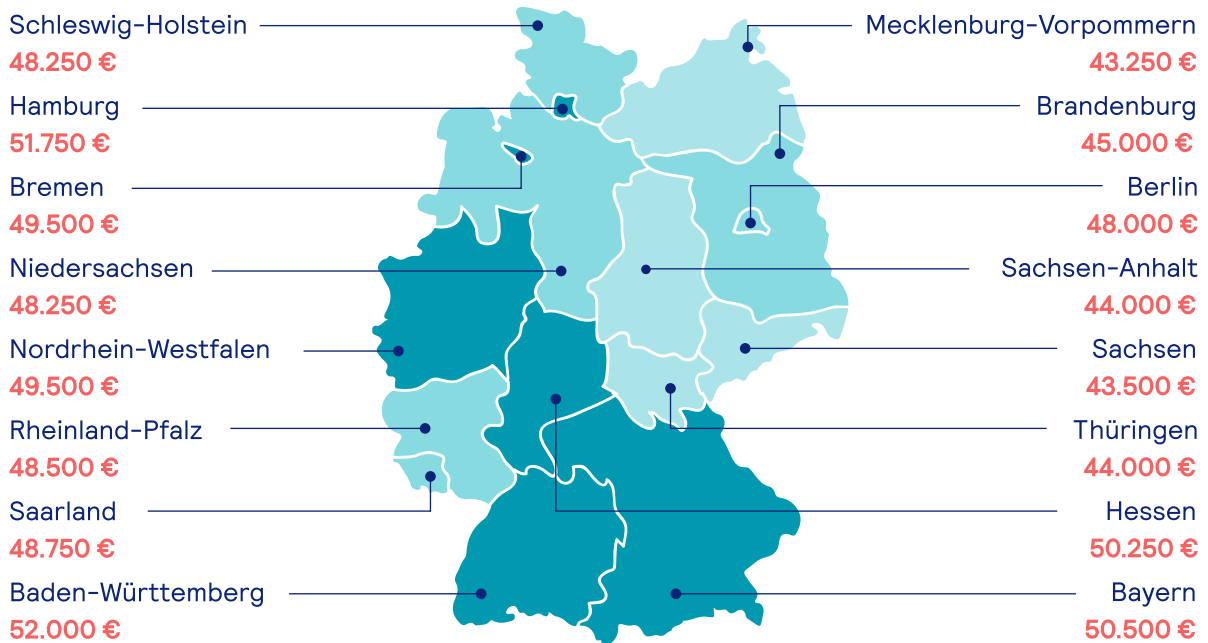 Schleswig-Holstein
48.250 €
Hamburg
51.750 €
Bremen
49.500 €
Niedersachsen
48.250 €
Nordrhein-Westfalen
49.500 €
Rheinland-Pfalz
48.500 €
Saarland
48.750 €
Baden-Württemberg
52.000 €
Mecklenburg-Vorpommern
43.250 €
Brandenburg
45.000 €
Berlin
48.000 €
Sachsen-Anhalt
44.000 €
Sachsen
43.500 €
Thüringen
44.000 €
Hessen
50.250 €
Bayern
50.500 €